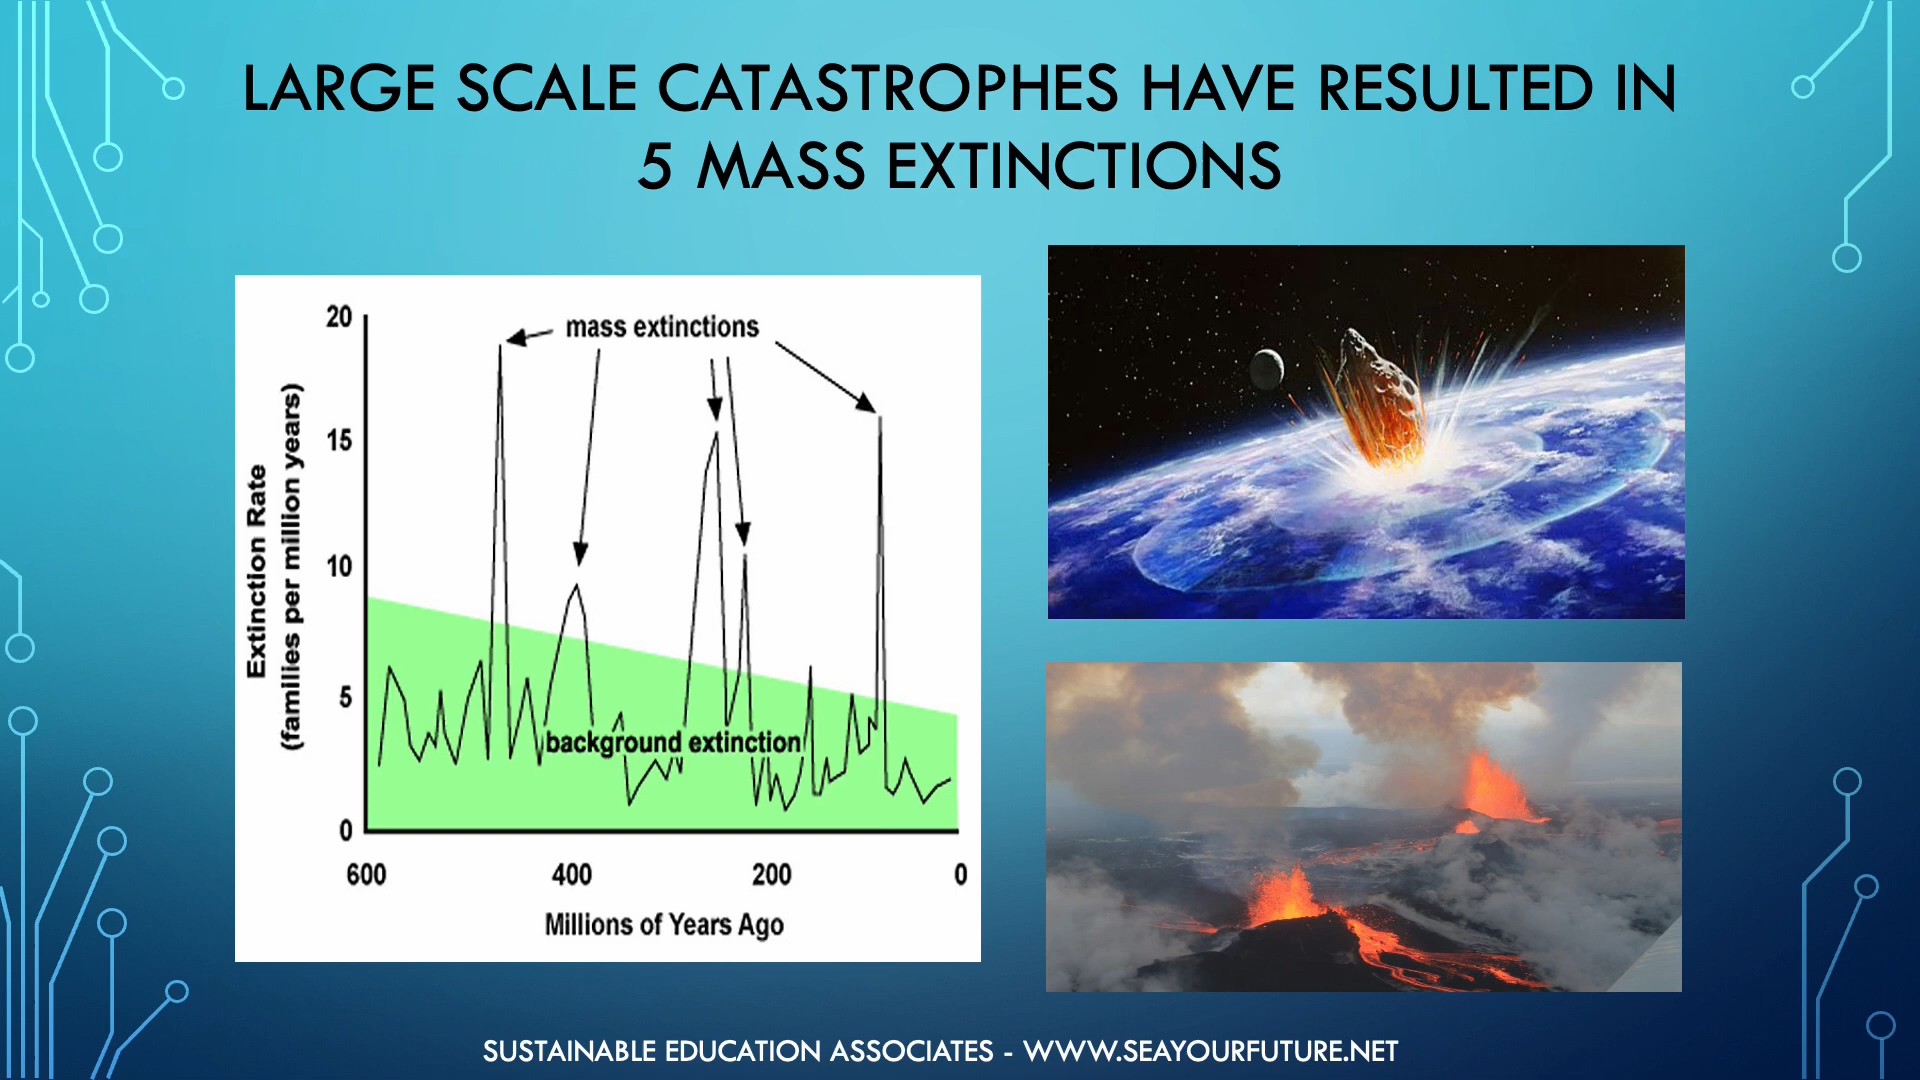 LARGE SCALE CATASTROPHES HAVE RESULTED IN
5 MASS EXTINCTIONS
20
mass extinctions
15
10
5
0
Extinction Rate
(families per million years)
background extinction
600
400
200
0
Millions of Years Ago
SUSTAINABLE EDUCATION ASSOCIATES - WWW.SEAYOURFUTURE.NET